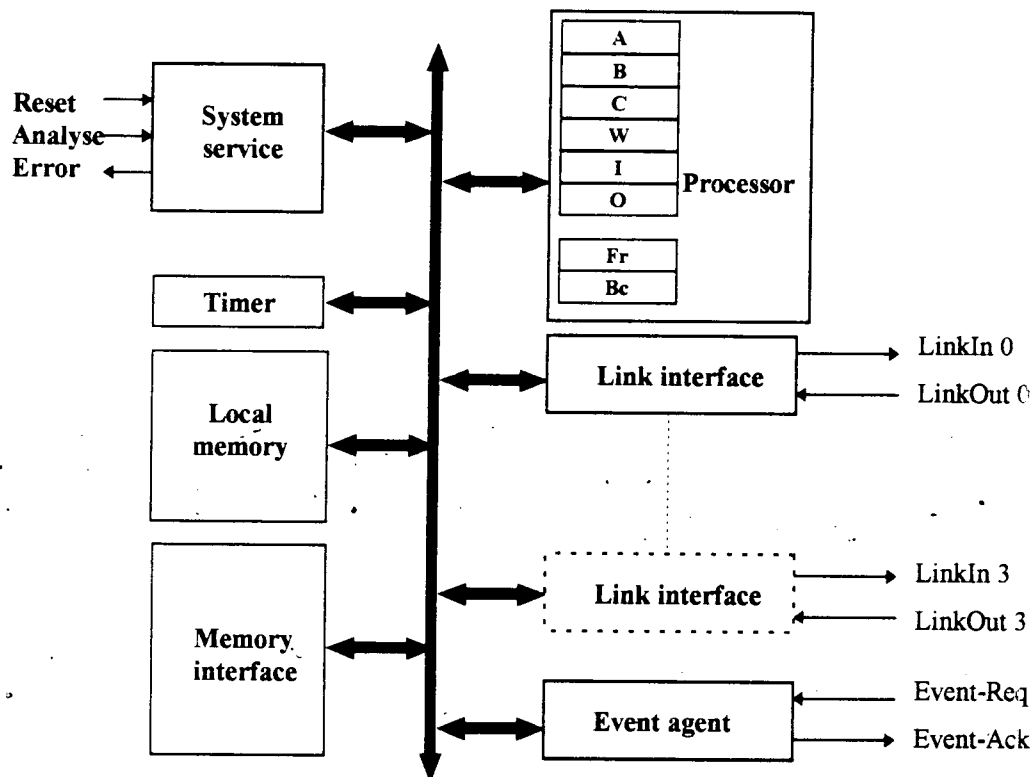 Reset
Analyse
Error
System
service
Timer
Local
memory
Memory
interface
A
B
C
W
I
O
Processor
Fr
Bc
Link interface
LinkIn 0
LinkOut 0
Link interface
LinkIn 3
LinkOut 3
Event agent
Event-Req
Event-Ack